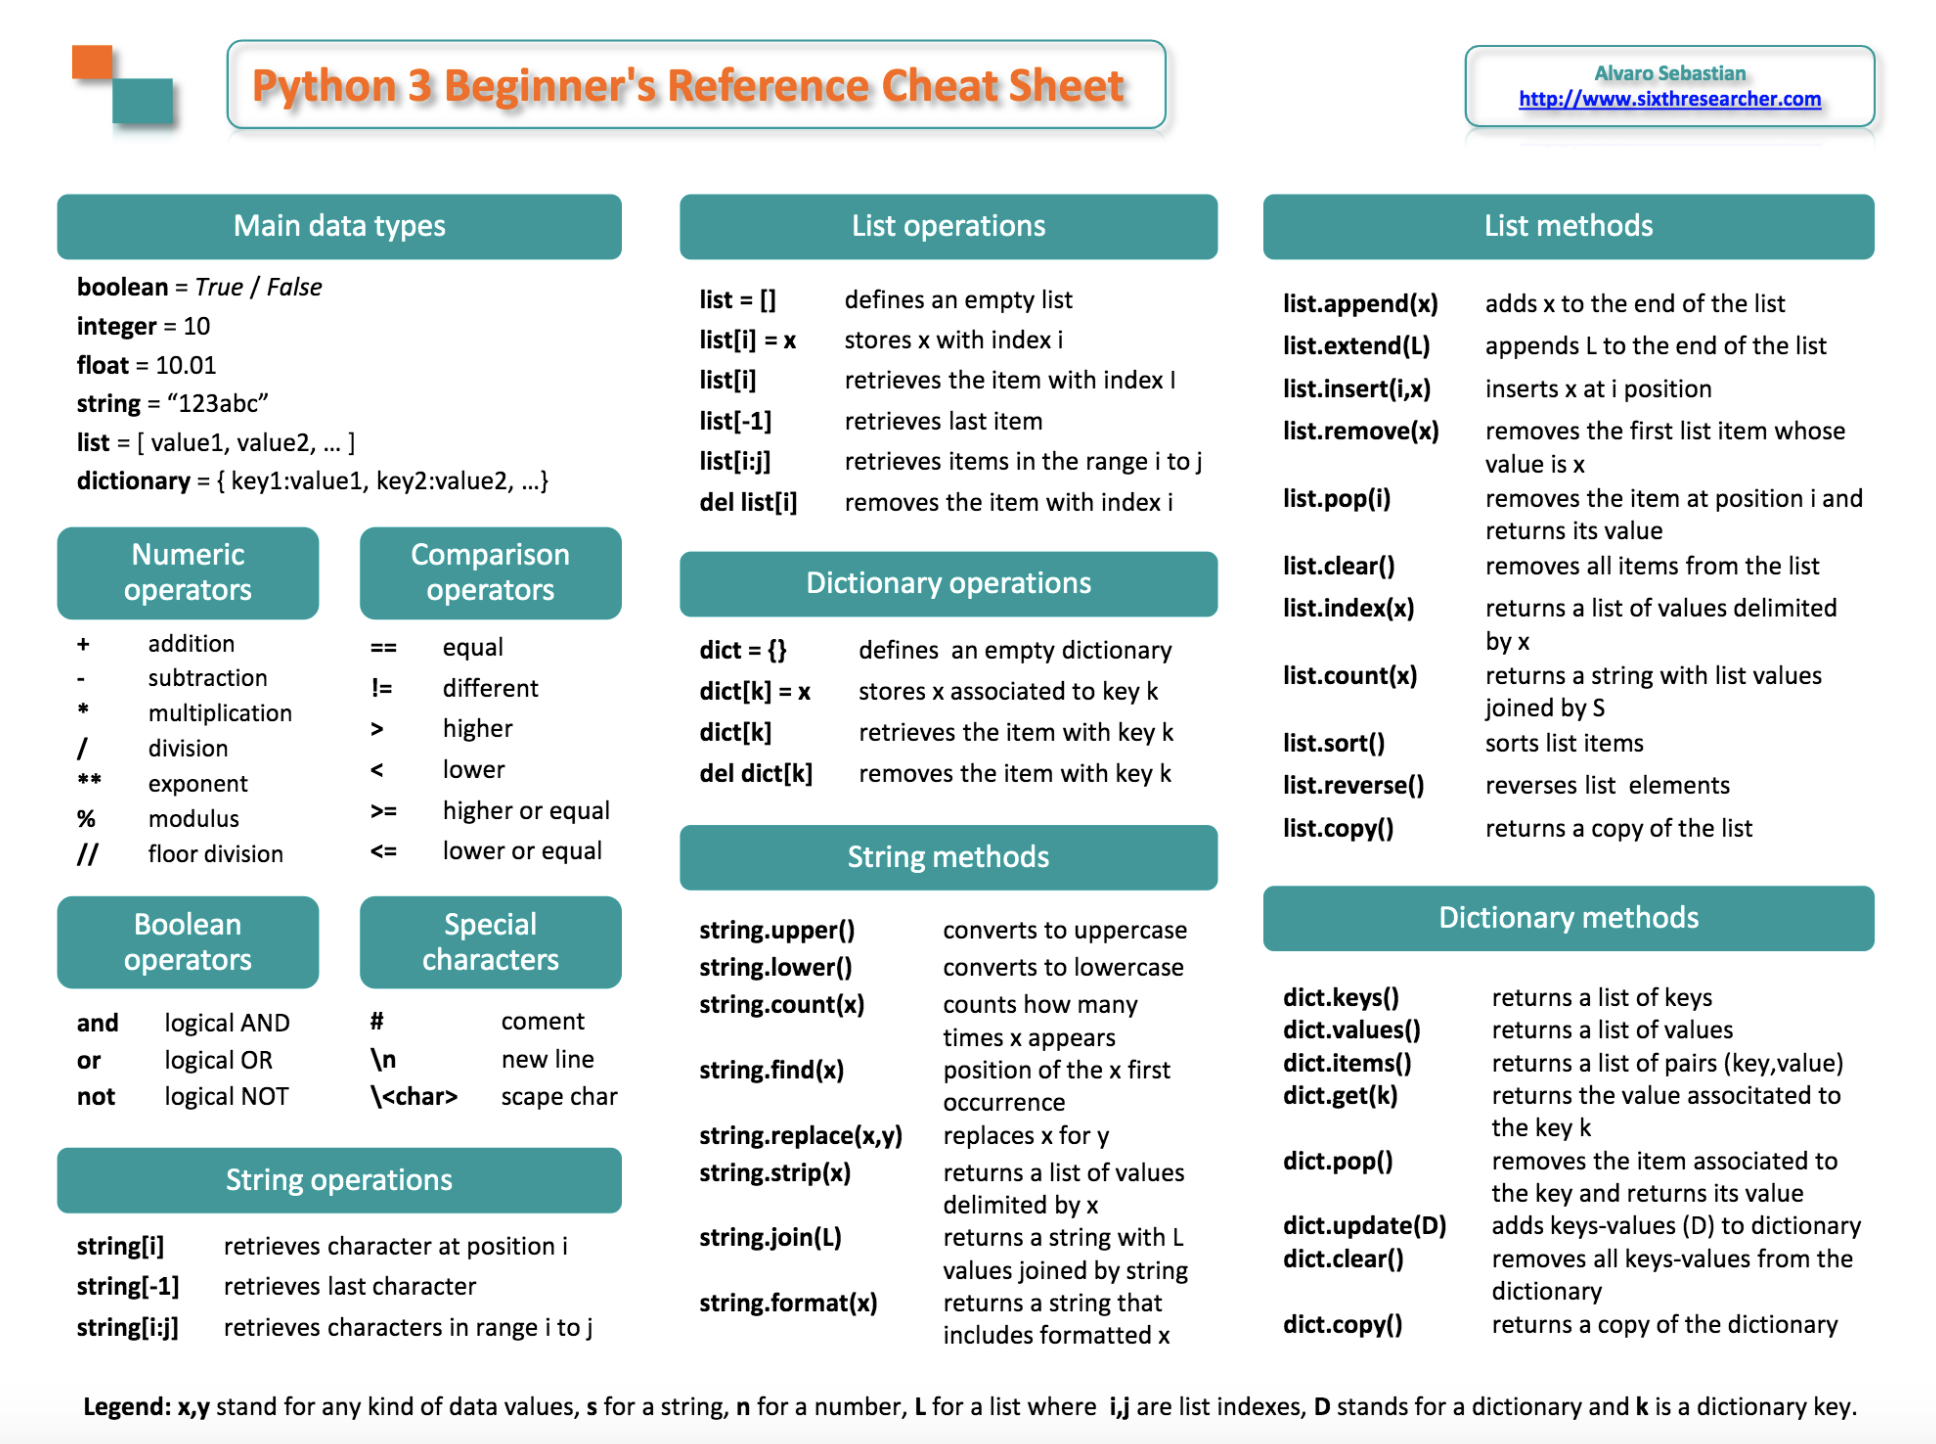 Python 3 Beginner's Reference Cheat Sheet
Alvaro Sebastian
http://www.sixthresearcher.com
Main data types
boolean = True / False
integer = 10
float = 10.01
string = “123abc”
list = [ value1, value2, … ]
dictionary = { key1:value1, key2:value2, …}
Numeric
operators
+ addition
- subtraction
* multiplication
/ division
** exponent
% modulus
// floor division
Comparison
operators
== equal
!= different
> higher
< lower
>= higher or equal
<= lower or equal
Boolean
operators
and logical AND
or logical OR
not logical NOT
Special
characters
# coment
\n new line
\<char> scape char
String operations
string[i] retrieves character at position i
string[-1] retrieves last character
string[i:j] retrieves characters in range i to j
List operations
list = [] defines an empty list
list[i] = x stores x with index i
list[i] retrieves the item with index I
list[-1] retrieves last item
list[i:j] retrieves items in the range i to j
del list[i] removes the item with index i
Dictionary operations
dict = {} defines  an empty dictionary
dict[k] = x stores x associated to key k
dict[k] retrieves the item with key k
del dict[k] removes the item with key k
String methods
string.upper() converts to uppercase
string.lower() converts to lowercase
string.count(x) counts how many
times x appears
string.find(x) position of the x first
occurrence
string.replace(x,y) replaces x for y
string.strip(x) returns a list of values
delimited by x
string.join(L) returns a string with L
values joined by string
string.format(x) returns a string that
includes formatted x
List methods
list.append(x) adds x to the end of the list
list.extend(L) appends L to the end of the list
list.insert(i,x) inserts x at i position
list.remove(x) removes the first list item whose
value is x
list.pop(i) removes the item at position i and
returns its value
list.clear() removes all items from the list
list.index(x) returns a list of values delimited
by x
list.count(x) returns a string with list values
joined by S
list.sort() sorts list items
list.reverse() reverses list  elements
list.copy() returns a copy of the list
Dictionary methods
dict.keys() returns a list of keys
dict.values() returns a list of values
dict.items() returns a list of pairs (key,value)
dict.get(k) returns the value associtated to
the key k
dict.pop() removes the item associated to
the key and returns its value
dict.update(D) adds keys-values (D) to dictionary
dict.clear() removes all keys-values from the
dictionary
dict.copy() returns a copy of the dictionary
Legend: x,y stand for any kind of data values, s for a string, n for a number, L for a list where  i,j are list indexes, D stands for a dictionary and k is a dictionary key.